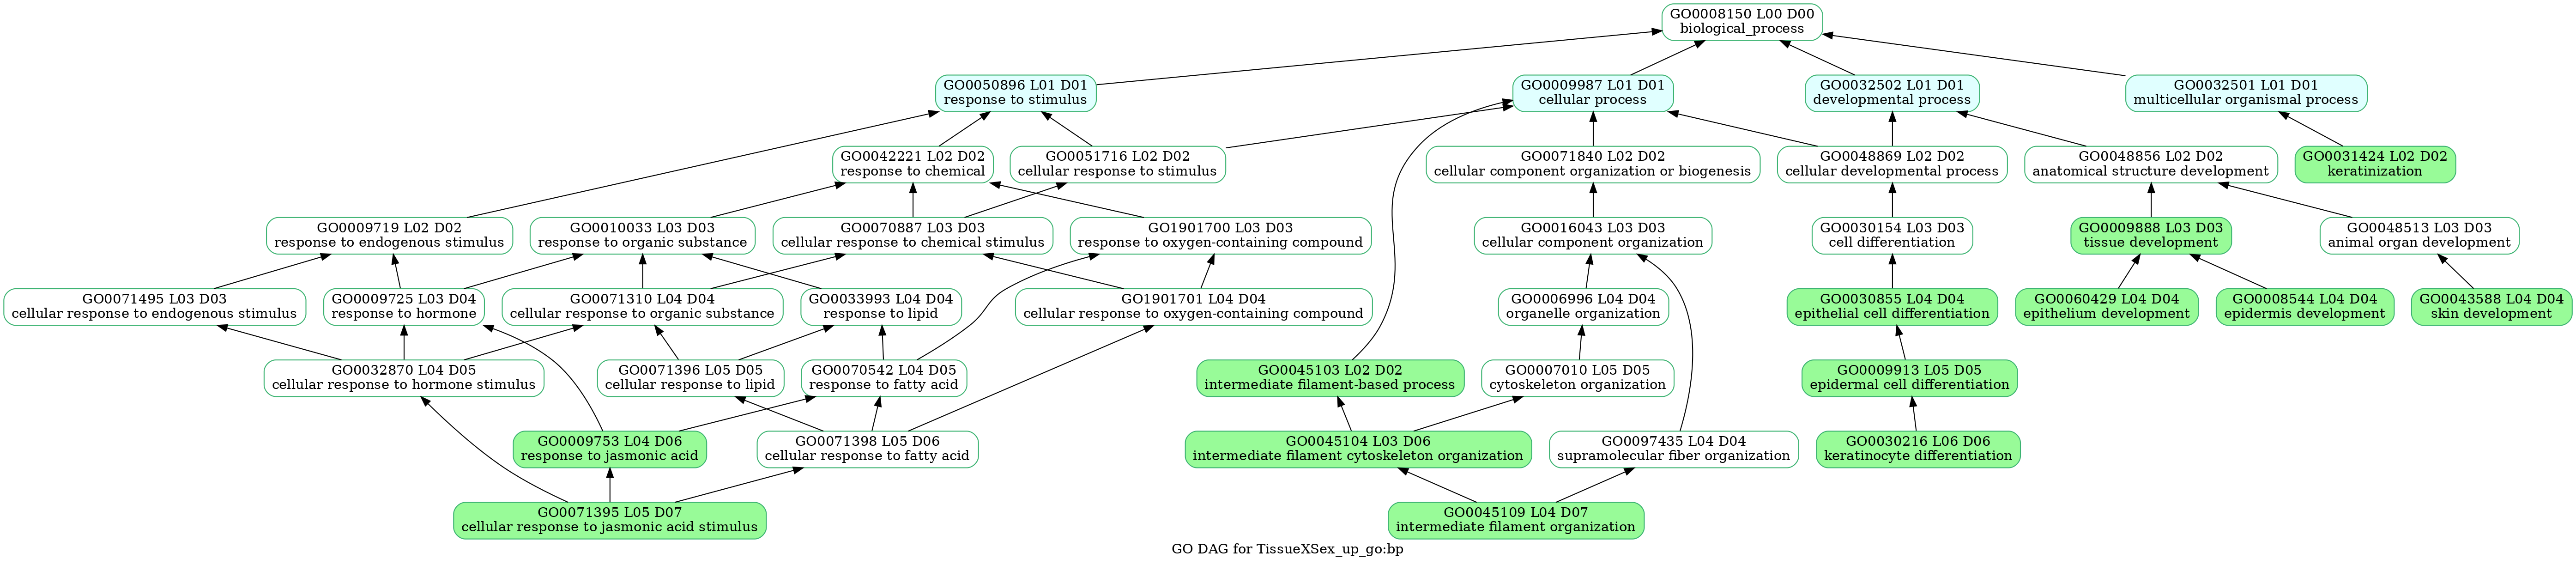 GO0008150 L00 D00
biological_process
GO0050896 L01 D01
response to stimulus
GO0009987 L01 D01
cellular process
GO0032502 L01 D01
developmental process
GO0032501 L01 D01
multicellular organismal process
GO0042221 L02 D02
response to chemical
GO0051716 L02 D02
cellular response to stimulus
GO0071840 L02 D02
cellular component organization or biogenesis
GO0048869 L02 D02
cellular developmental process
GO0048856 L02 D02
anatomical structure development
GO0031424 L02 D02
keratinization
GO0009719 L02 D02
response to endogenous stimulus
GO0010033 L03 D03
response to organic substance
GO0070887 L03 D03
cellular response to chemical stimulus
GO1901700 L03 D03
response to oxygen-containing compound
GO0016043 L03 D03
cellular component organization
GO0030154 L03 D03
cell differentiation
GO0009888 L03 D03
tissue development
GO0048513 L03 D03
animal organ development
GO0071495 L03 D03
cellular response to endogenous stimulus
GO0009725 L03 D04
response to hormone
GO0071310 L04 D04
cellular response to organic substance
GO0033993 L04 D04
response to lipid
GO1901701 L04 D04
cellular response to oxygen-containing compound
GO0006996 L04 D04
organelle organization
GO0030855 L04 D04
epithelial cell differentiation
GO0060429 L04 D04
epithelium development
GO0008544 L04 D04
epidermis development
GO0043588 L04 D04
skin development
GO0032870 L04 D05
cellular response to hormone stimulus
GO0071396 L05 D05
cellular response to lipid
GO0070542 L04 D05
response to fatty acid
GO0045103 L02 D02
intermediate filament-based process
GO0007010 L05 D05
cytoskeleton organization
GO0009913 L05 D05
epidermal cell differentiation
GO0009753 L04 D06
response to jasmonic acid
GO0071398 L05 D06
cellular response to fatty acid
GO0045104 L03 D06
intermediate filament cytoskeleton organization
GO0097435 L04 D04
supramolecular fiber organization
GO0030216 L06 D06
keratinocyte differentiation
GO0071395 L05 D07
cellular response to jasmonic acid stimulus
GO0045109 L04 D07
intermediate filament organization
GO DAG for TissueXSex_up_go:bp